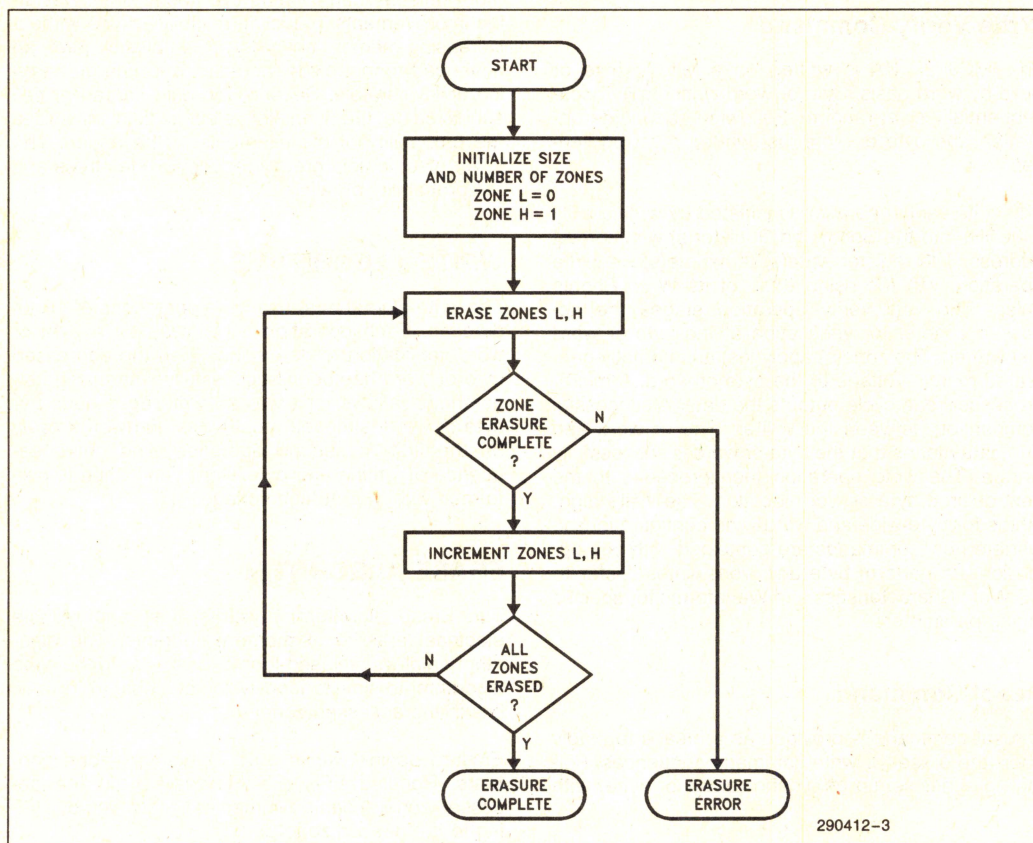 START
INITIALIZE SIZE
AND NUMBER OF ZONES
ZONE L = 0
ZONE H = 1
ERASE ZONES L, H
ZONE
ERASURE
COMPLETE
?
N
Y
INCREMENT ZONES L, H
ALL
ZONES
ERASED
?
N
Y
ERASURE
COMPLETE
ERASURE
ERROR
290412-3